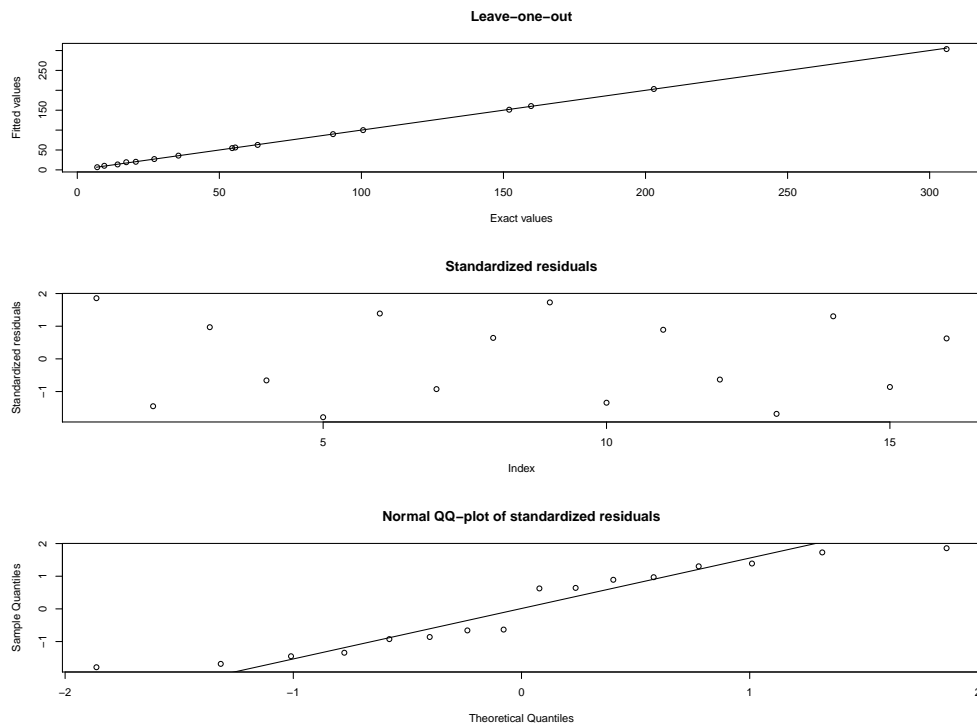 Leave−one−out
Fitted values
0 50 150 250
0 50 100 150 200 250 300
Exact values
Standardized residuals
Standardized residuals
−1 0 1 2
5 10 15
Index
Normal QQ−plot of standardized residuals
Sample Quantiles
−1 0 1 2
−2 −1 0 1 2
Theoretical Quantiles